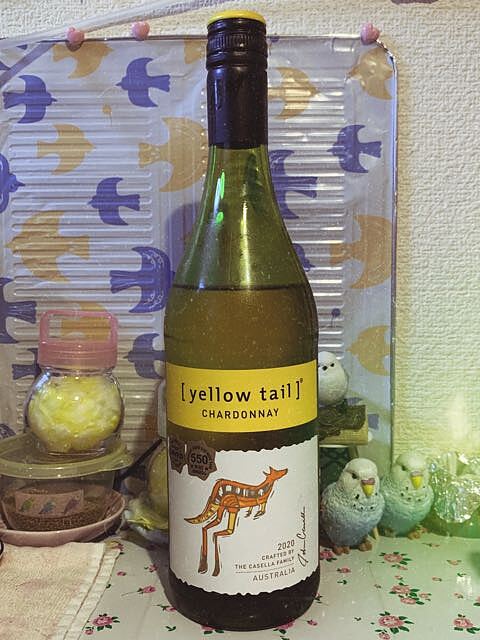 [ yellow tail ]®
CHARDONNAY
550
2020
CRAFTED BY
THE CASELLA FAMILY
AUSTRALIA